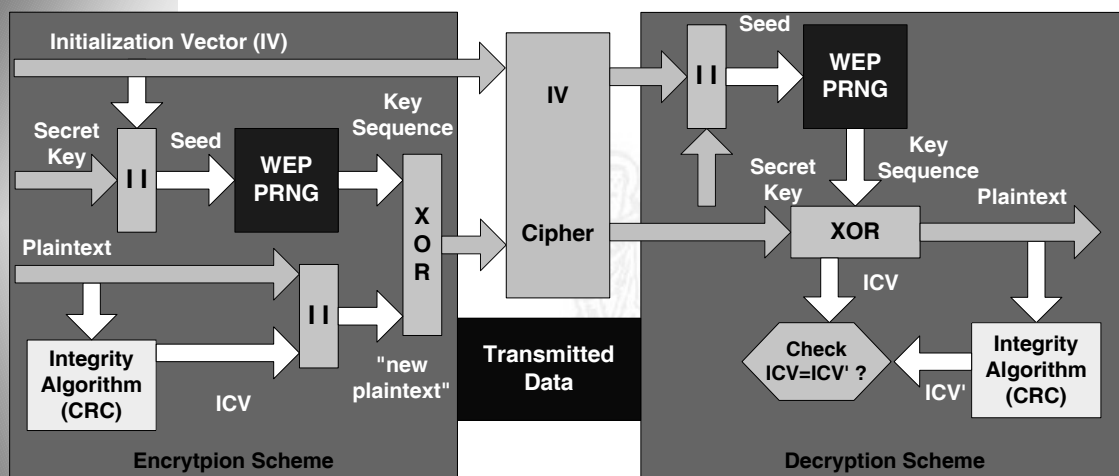 Initialization Vector (IV)
Secret
Key
I I
Seed
WEP
PRNG
Key
Sequence
X
O
R
Plaintext
I I
Integrity
Algorithm
(CRC)
ICV
"new
plaintext"
Encrytpion Scheme
IV
Cipher
Transmitted
Data
I I
Seed
WEP
PRNG
Secret
Key
Key
Sequence
XOR
Plaintext
ICV
Check
ICV=ICV' ?
ICV'
Integrity
Algorithm
(CRC)
Decryption Scheme